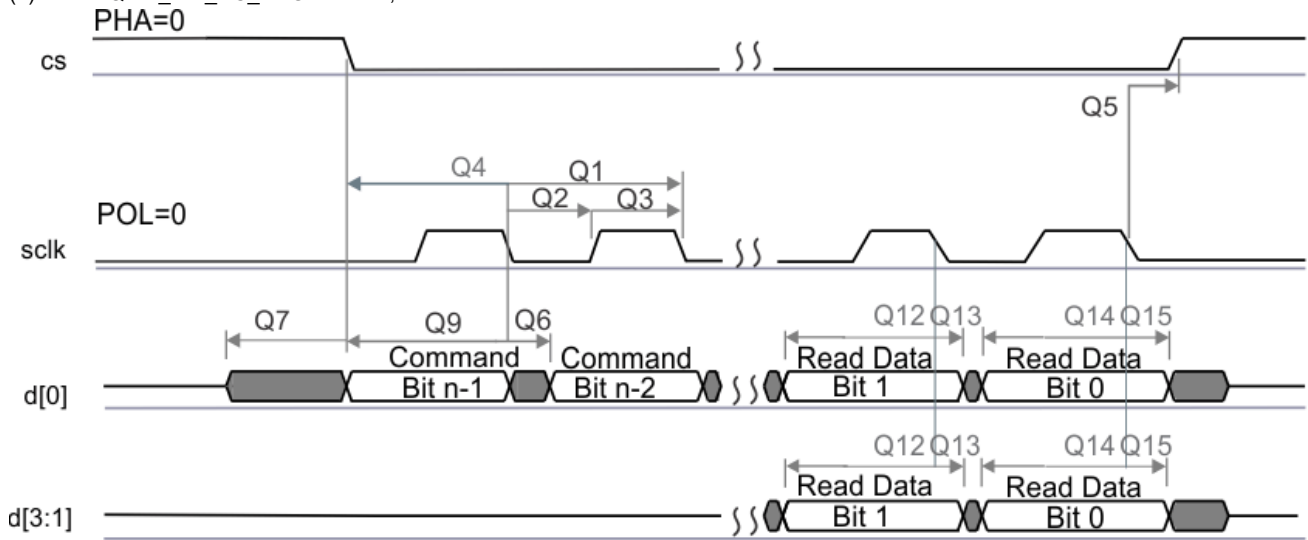 PHA=0
cs
Q5
Q4 Q1
Q2 Q3
POL=0
sclk
Q7 Q9 Q6 Q12 Q13 Q14 Q15
Command Command Read Data Read Data
d[0] Bit n-1 Bit n-2 Bit 1 Bit 0
Q12 Q13 Q14 Q15
Read Data Read Data
d[3:1] Bit 1 Bit 0